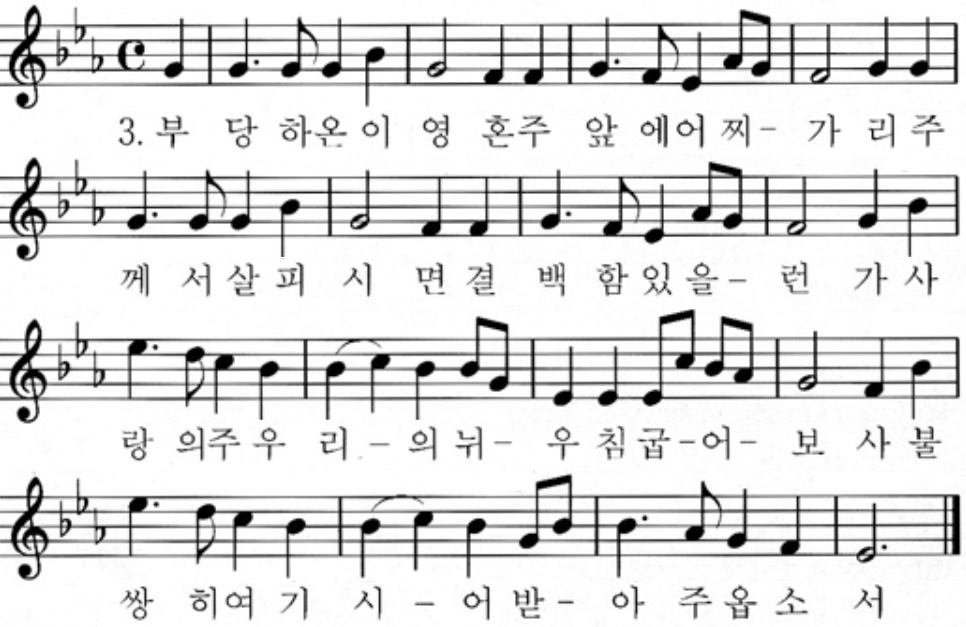 3. 부 당 하온 이 영 혼주 앞 에어 찌- 가 리 주
께 서 살 피 시 면 결 백 함 있 을- 런 가 사
랑 의주 우 리 - 의 뉘- 우 침 굽-어- 보 사 불
쌍 히여 기 시 - 어 받- 아 주 옵 소 서